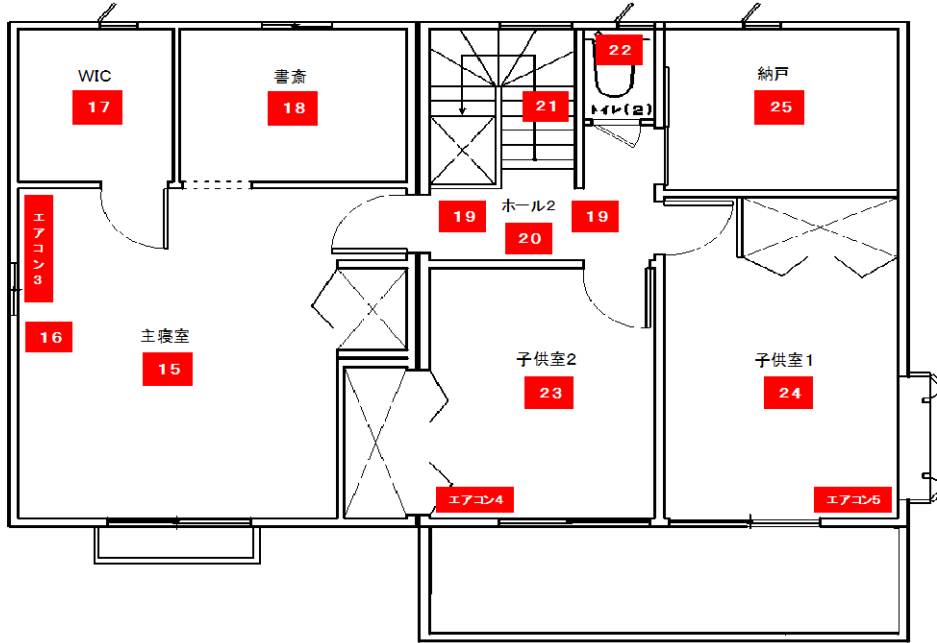 WIC
17
書斎
18
21
22
トイレ(2)
納戸
25
エアコン3
19
ホール2
20
19
16
主寝室
15
子供室2
23
子供室1
24
エアコン4
エアコン5